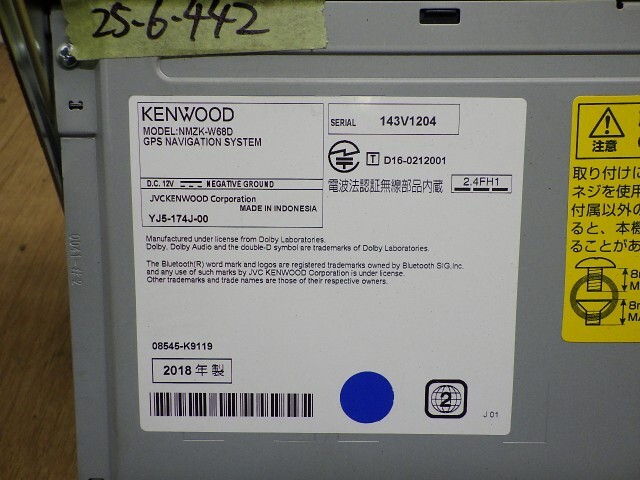 25-6-442
KENWOOD
MODEL:NMZK-W68D
GPS NAVIGATION SYSTEM
D.C. 12V NEGATIVE GROUND
JVCKENWOOD Corporation
MADE IN INDONESIA
YJ5-174J-00
SERIAL 143V1204
T D16-0212001
電波法認証無線部品内蔵 2.4FH1
Manufactured under license from Dolby Laboratories.
Dolby, Dolby Audio and the double-D symbol are trademarks of Dolby Laboratories.
The Bluetooth(R) word mark and logos are registered trademarks owned by Bluetooth SIG,Inc.
and any use of such marks by JVC KENWOOD Corporation is under license.
Other trademarks and trade names are those of their respective owners.
08545-K9119
2018 年 製
2
J 01
注意
取り付けに
ネジを使用
付属以外の
ると、本機
ることがあ
8m
M
8m
MA